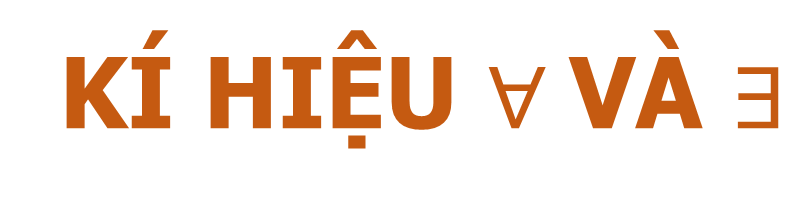 KÍ HIỆU ∀ VÀ ∃